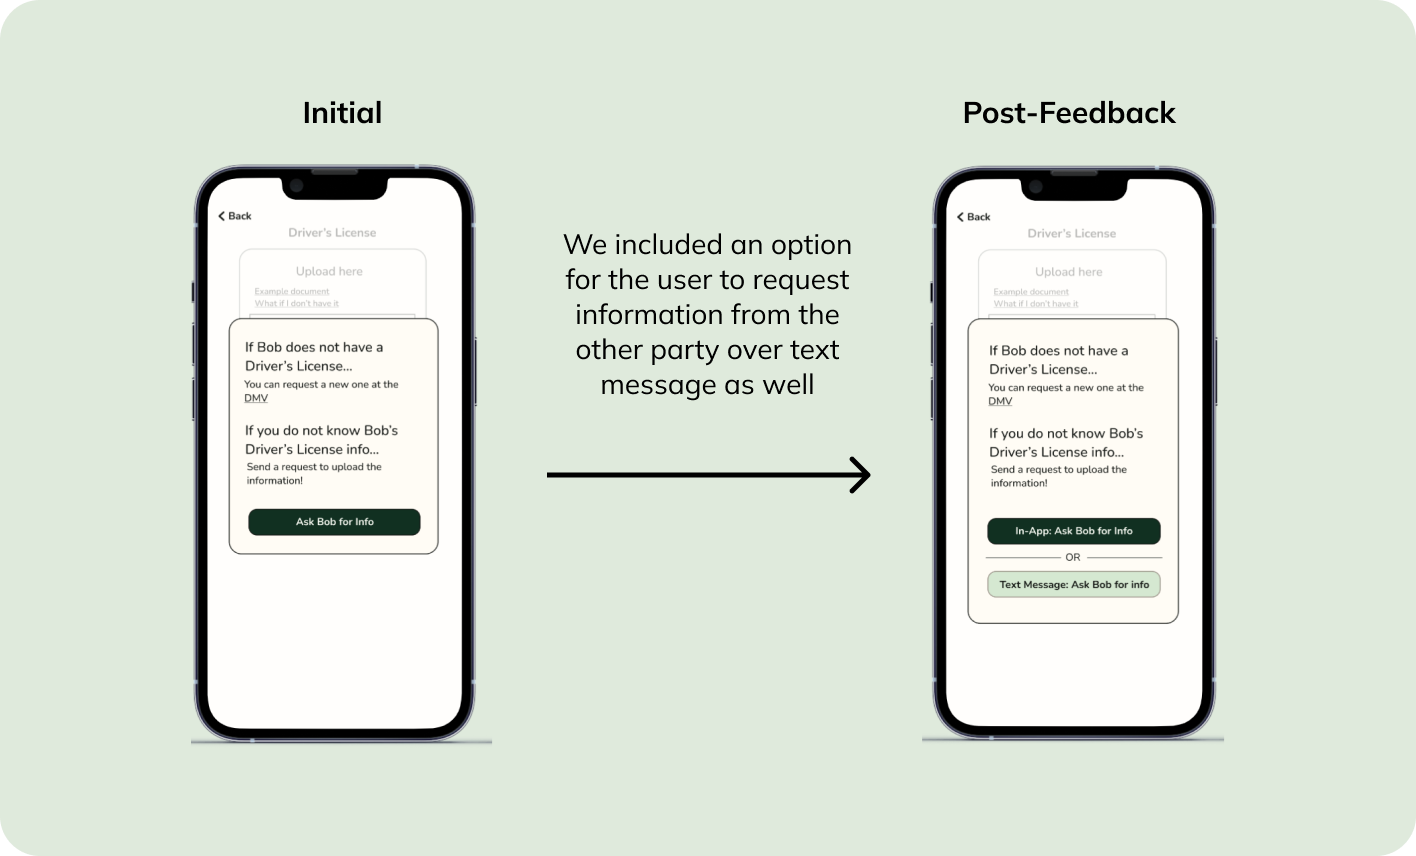 Initial
Back
Driver's License
Upload here
Example document
What if I don't have it
If Bob does not have a
Driver's License...
You can request a new one at the
DMV
If you do not know Bob's
Driver's License info...
Send a request to upload the
information!
Ask Bob for Info
We included an option
for the user to request
information from the
other party over text
message as well
Post-Feedback
Back
Driver's License
Upload here
Example document
What if I don't have it
If Bob does not have a
Driver's License...
You can request a new one at the
DMV
If you do not know Bob's
Driver's License info...
Send a request to upload the
information!
In-App: Ask Bob for Info
OR
Text Message: Ask Bob for info